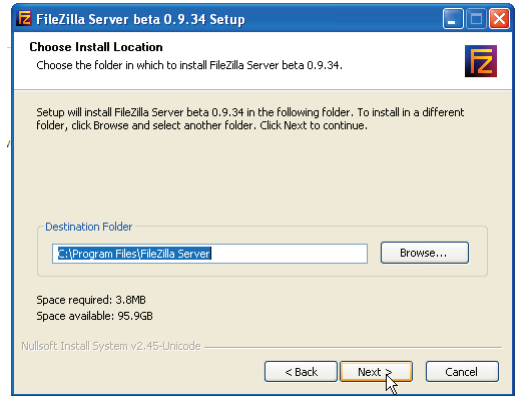 FileZilla Server beta 0.9.34 Setup
Choose Install Location
Choose the folder in which to install FileZilla Server beta 0.9.34.
Setup will install FileZilla Server beta 0.9.34 in the following folder. To install in a different
folder, click Browse and select another folder. Click Next to continue.
Destination Folder
C:\Program Files\FileZilla Server
Browse...
Space required: 3.8MB
Space available: 95.9GB
Nullsoft Install System v2.45-Unicode
< Back
Next >
Cancel